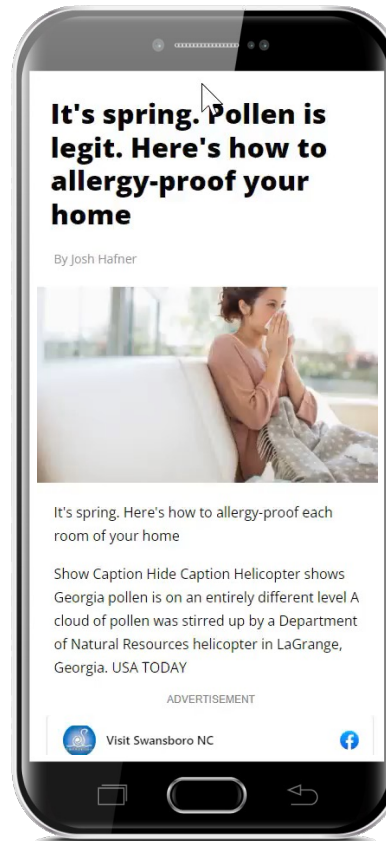 It's spring. Pollen is
legit. Here's how to
allergy-proof your
home
By Josh Hafner
It's spring. Here's how to allergy-proof each
room of your home
Show Caption Hide Caption Helicopter shows
Georgia pollen is on an entirely different level A
cloud of pollen was stirred up by a Department
of Natural Resources helicopter in LaGrange,
Georgia. USA TODAY
ADVERTISEMENT
Visit Swansboro NC